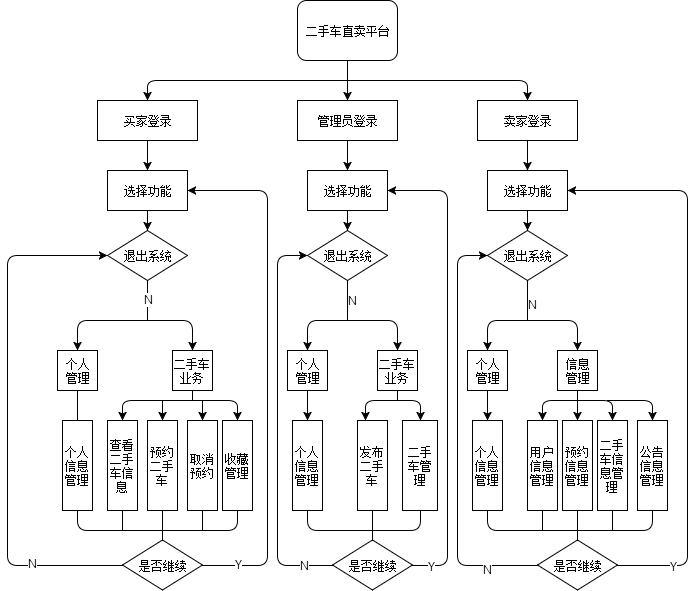 二手车直卖平台
买家登录
管理员登录
卖家登录
选择功能
选择功能
选择功能
退出系统
退出系统
退出系统
N
N
N
个人
管理
二手车
业务
个人
管理
二手车
业务
个人
管理
信息
管理
个人
信息
管理
查看
二手
车信
息
预约
二手
车
取消
预约
收藏
管理
个人
信息
管理
发布
二手
车
二手
车管
理
个人
信息
管理
用户
信息
管理
预约
信息
管理
二手
车信
息管
理
公告
信息
管理
N
是否继续
Y
N
是否继续
Y
N
是否继续
Y